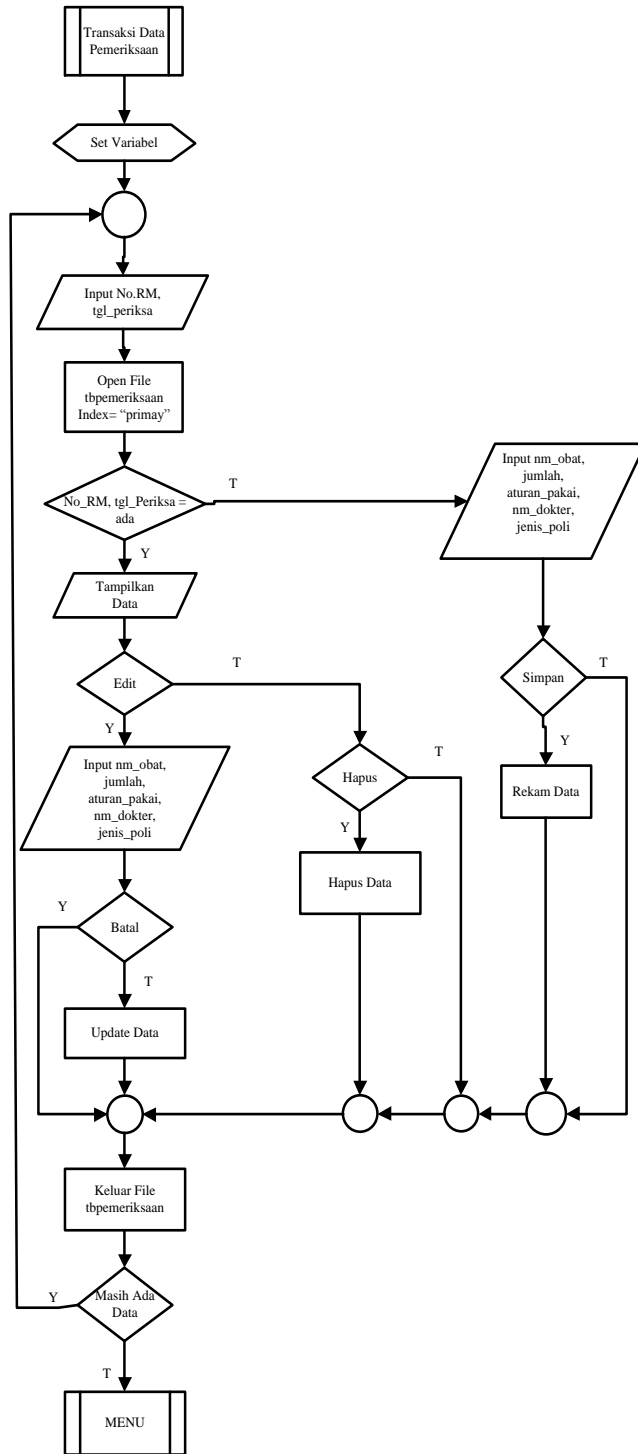 Transaksi Data
Pemeriksaan
Set Variabel
Input No.RM,
tgl_periksa
Open File
tbpemeriksaan
Index= “primay”
No_RM, tgl_Periksa =
ada
T
Input nm_obat,
jumlah,
aturan_pakai,
nm_dokter,
jenis_poli
Y
Tampilkan
Data
Edit
T
Simpan
T
Y
Y
Input nm_obat,
jumlah,
aturan_pakai,
nm_dokter,
jenis_poli
Hapus
T
Rekam Data
Y
Hapus Data
Y
Batal
T
Update Data
Keluar File
tbpemeriksaan
Masih Ada
Data
Y
T
MENU